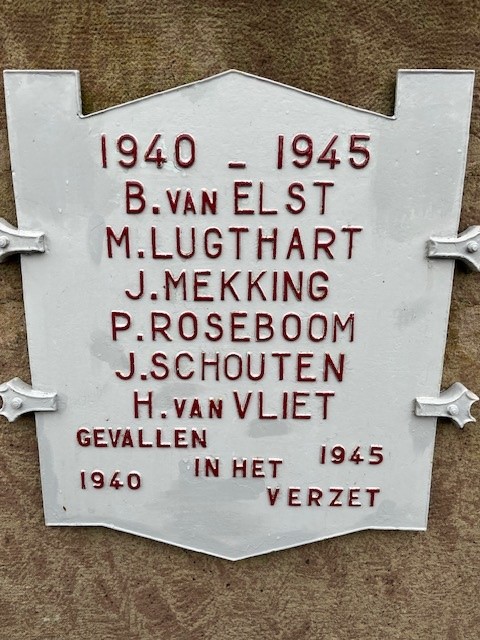 1940 - 1945
B. VAN ELST
M. LUGTHART
J. MEKKING
P. ROSEBOOM
J. SCHOUTEN
H. VAN VLIET
GEVALLEN
IN HET 1945
1940
VERZET